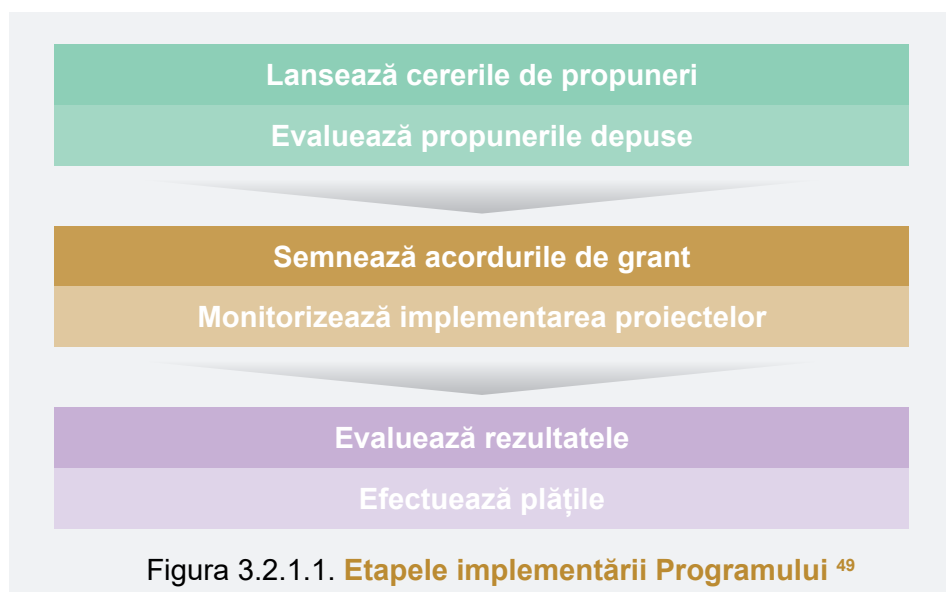 Lansează cererile de propuneri
Evaluează propunerile depuse
Semnează acordurile de grant
Monitorizează implementarea proiectelor
Evaluează rezultatele
Efectuează plățile
Figura 3.2.1.1. Etapele implementării Programului ⁴⁹